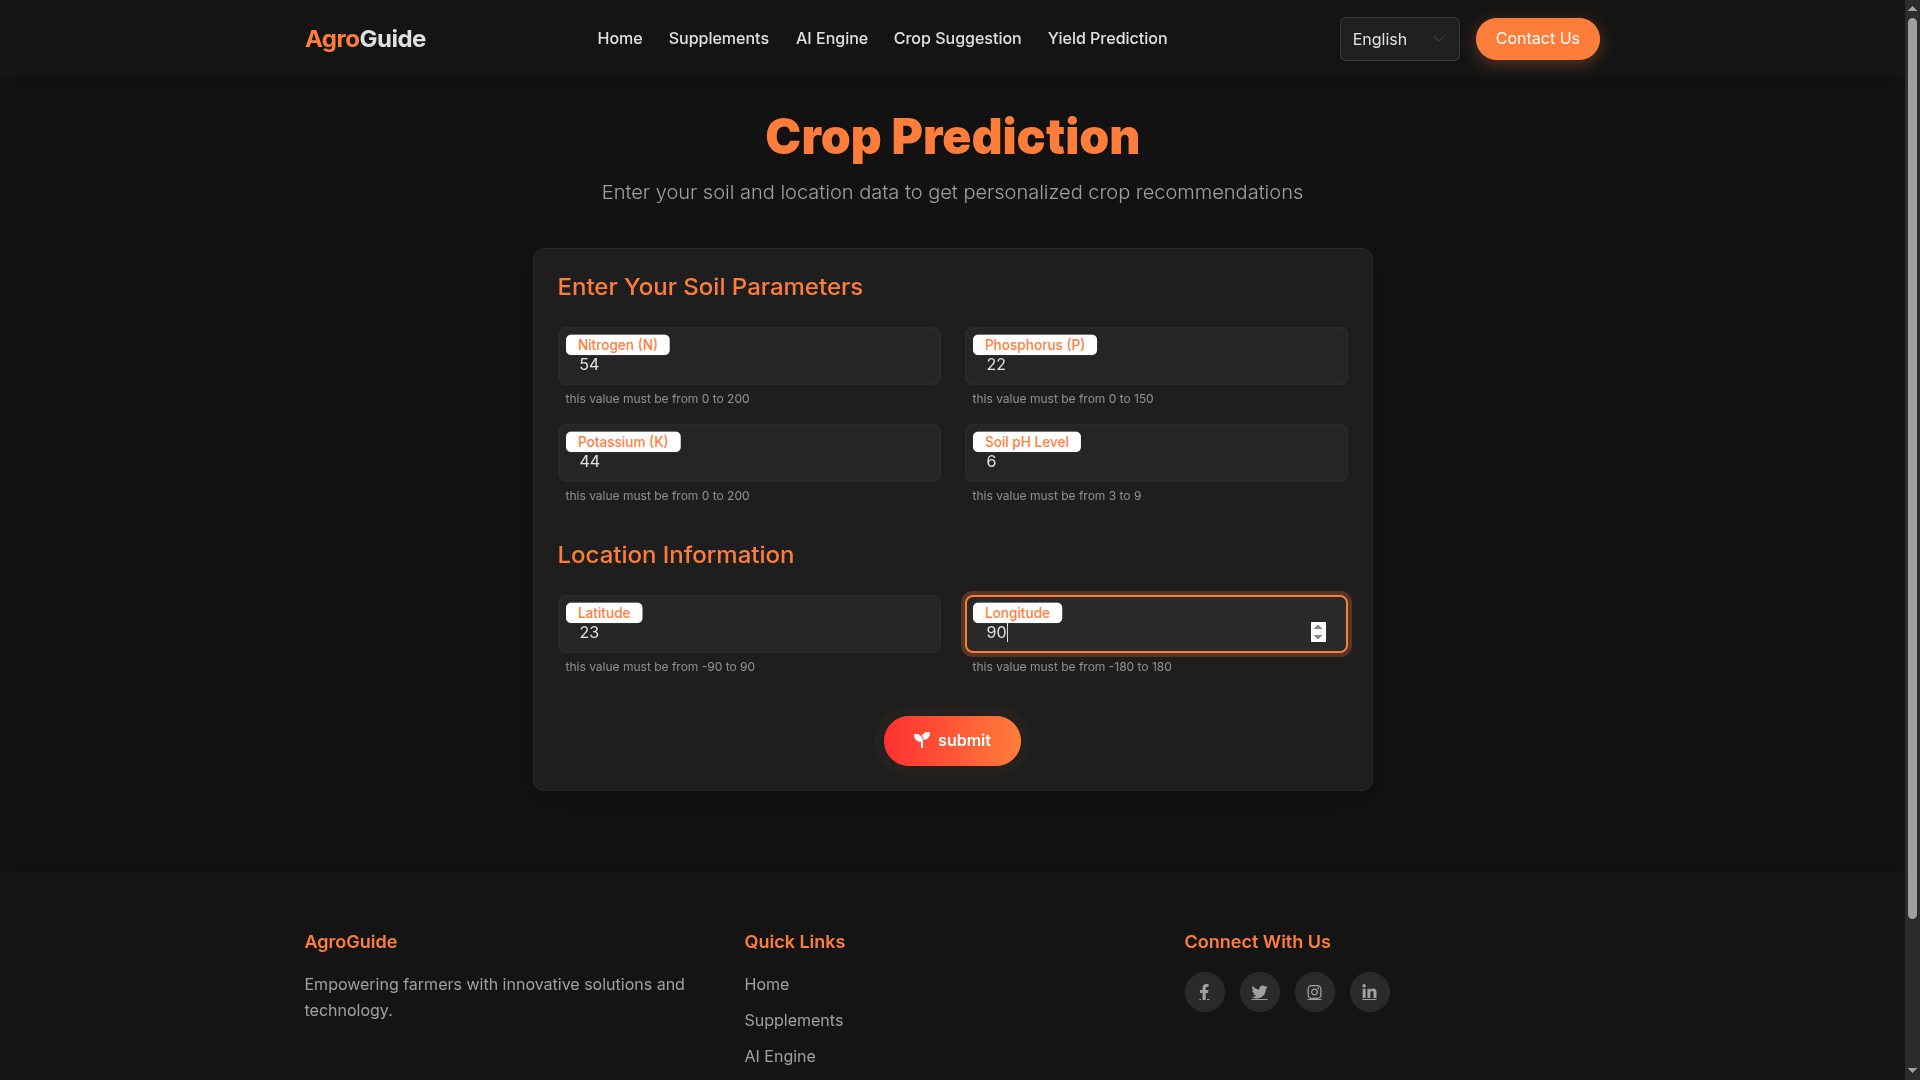 AgroGuide
Home
Supplements
AI Engine
Crop Suggestion
Yield Prediction
English
Contact Us
Crop Prediction
Enter your soil and location data to get personalized crop recommendations
Enter Your Soil Parameters
Nitrogen (N)
54
this value must be from 0 to 200
Phosphorus (P)
22
this value must be from 0 to 150
Potassium (K)
44
this value must be from 0 to 200
Soil pH Level
6
this value must be from 3 to 9
Location Information
Latitude
23
this value must be from -90 to 90
Longitude
90
this value must be from -180 to 180
submit
AgroGuide
Empowering farmers with innovative solutions and
technology.
Quick Links
Home
Supplements
AI Engine
Connect With Us